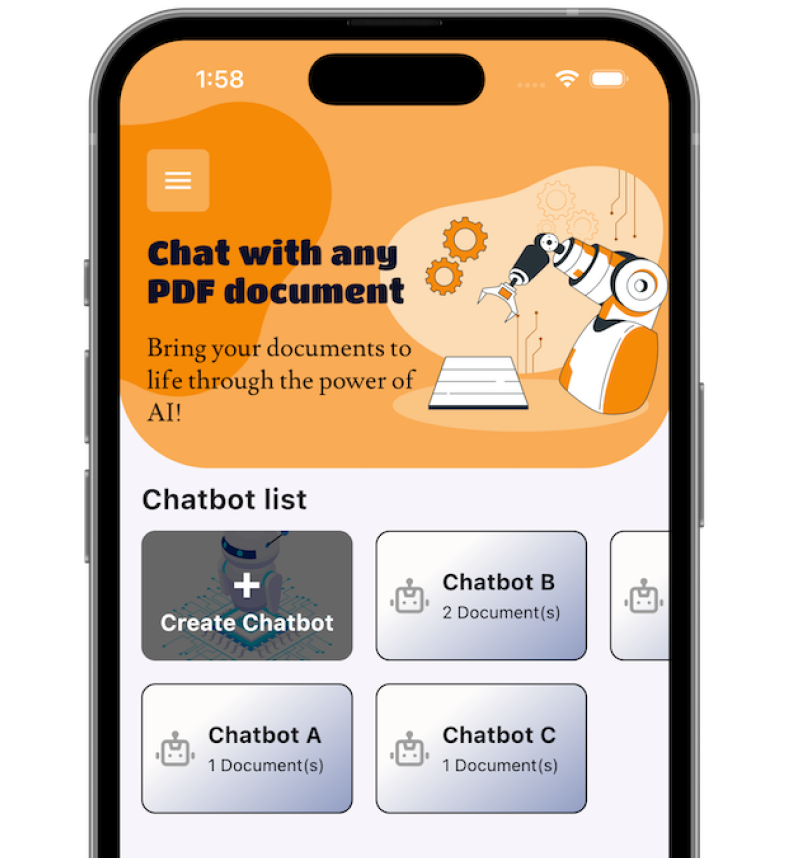 1:58
Chat with any
PDF document
Bring your documents to
life through the power of
AI!
Chatbot list
+
Create Chatbot
Chatbot B
2 Document(s)
Chatbot A
1 Document(s)
Chatbot C
1 Document(s)